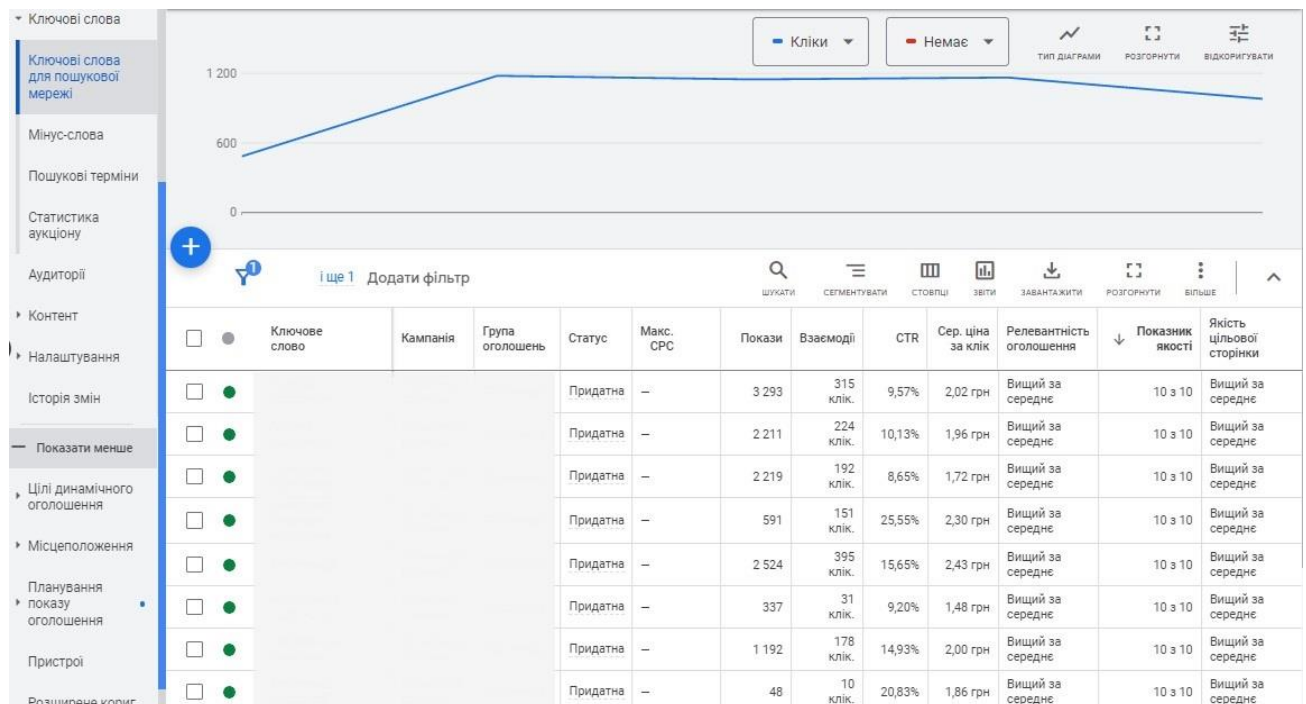 Ключові слова
Ключові слова
для пошукової
мережі
Мінус-слова
Пошукові терміни
Статистика
аукціону
Аудиторії
Контент
Налаштування
Історія змін
Показати менше
Цілі динамічного
оголошення
Місцеположення
Планування
показу
оголошення
Пристрої
Розширене кориг
Кліки
Немає
ТИП ДІАГРАМИ
РОЗГОРНУТИ
ВІДКОРИГУВАТИ
1 200
600
0
1
і ще 1 Додати фільтр
ШУКАТИ
СЕГМЕНТУВАТИ
СТОВПЦІ
ЗВІТИ
ЗАВАНТАЖИТИ
РОЗГОРНУТИ
БІЛЬШЕ
Ключове
слово
Кампанія
Група
оголошень
Статус
Макс.
CPC
Покази
Взаємодії
CTR
Сер. ціна
за клік
Релевантність
оголошення
Показник
якості
Якість
цільової
сторінки
Придатна – 3 293 315 9,57% 2,02 грн Вищий за 10 з 10 Вищий за
клік. середнє середнє
Придатна – 2 211 224 10,13% 1,96 грн Вищий за 10 з 10 Вищий за
клік. середнє середнє
Придатна – 2 219 192 8,65% 1,72 грн Вищий за 10 з 10 Вищий за
клік. середнє середнє
Придатна – 591 151 25,55% 2,30 грн Вищий за 10 з 10 Вищий за
клік. середнє середнє
Придатна – 2 524 395 15,65% 2,43 грн Вищий за 10 з 10 Вищий за
клік. середнє середнє
Придатна – 337 31 9,20% 1,48 грн Вищий за 10 з 10 Вищий за
клік. середнє середнє
Придатна – 1 192 178 14,93% 2,00 грн Вищий за 10 з 10 Вищий за
клік. середнє середнє
Придатна – 48 10 20,83% 1,86 грн Вищий за 10 з 10 Вищий за
клік. середнє середнє